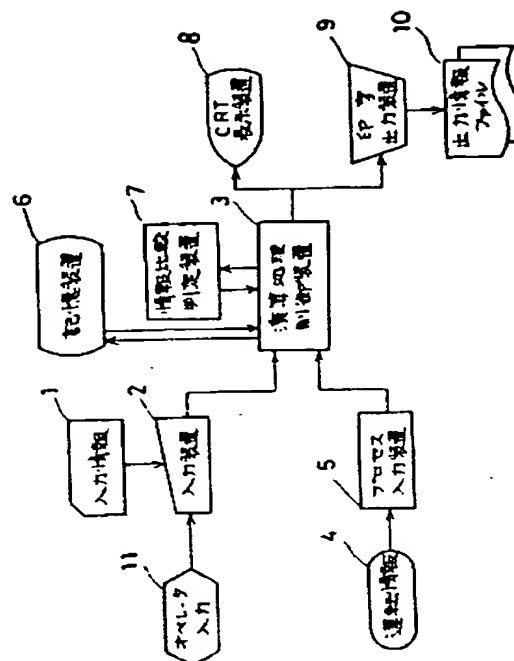 1
入力情報
2
入力装置
11
オペレータ
入力
3
演算処理
制御装置
4
運転情報
5
プロセス
入力装置
6
記憶装置
7
情報比較
判定装置
8
CRT
表示装置
9
印字
出力装置
10
出力情報
ファイル